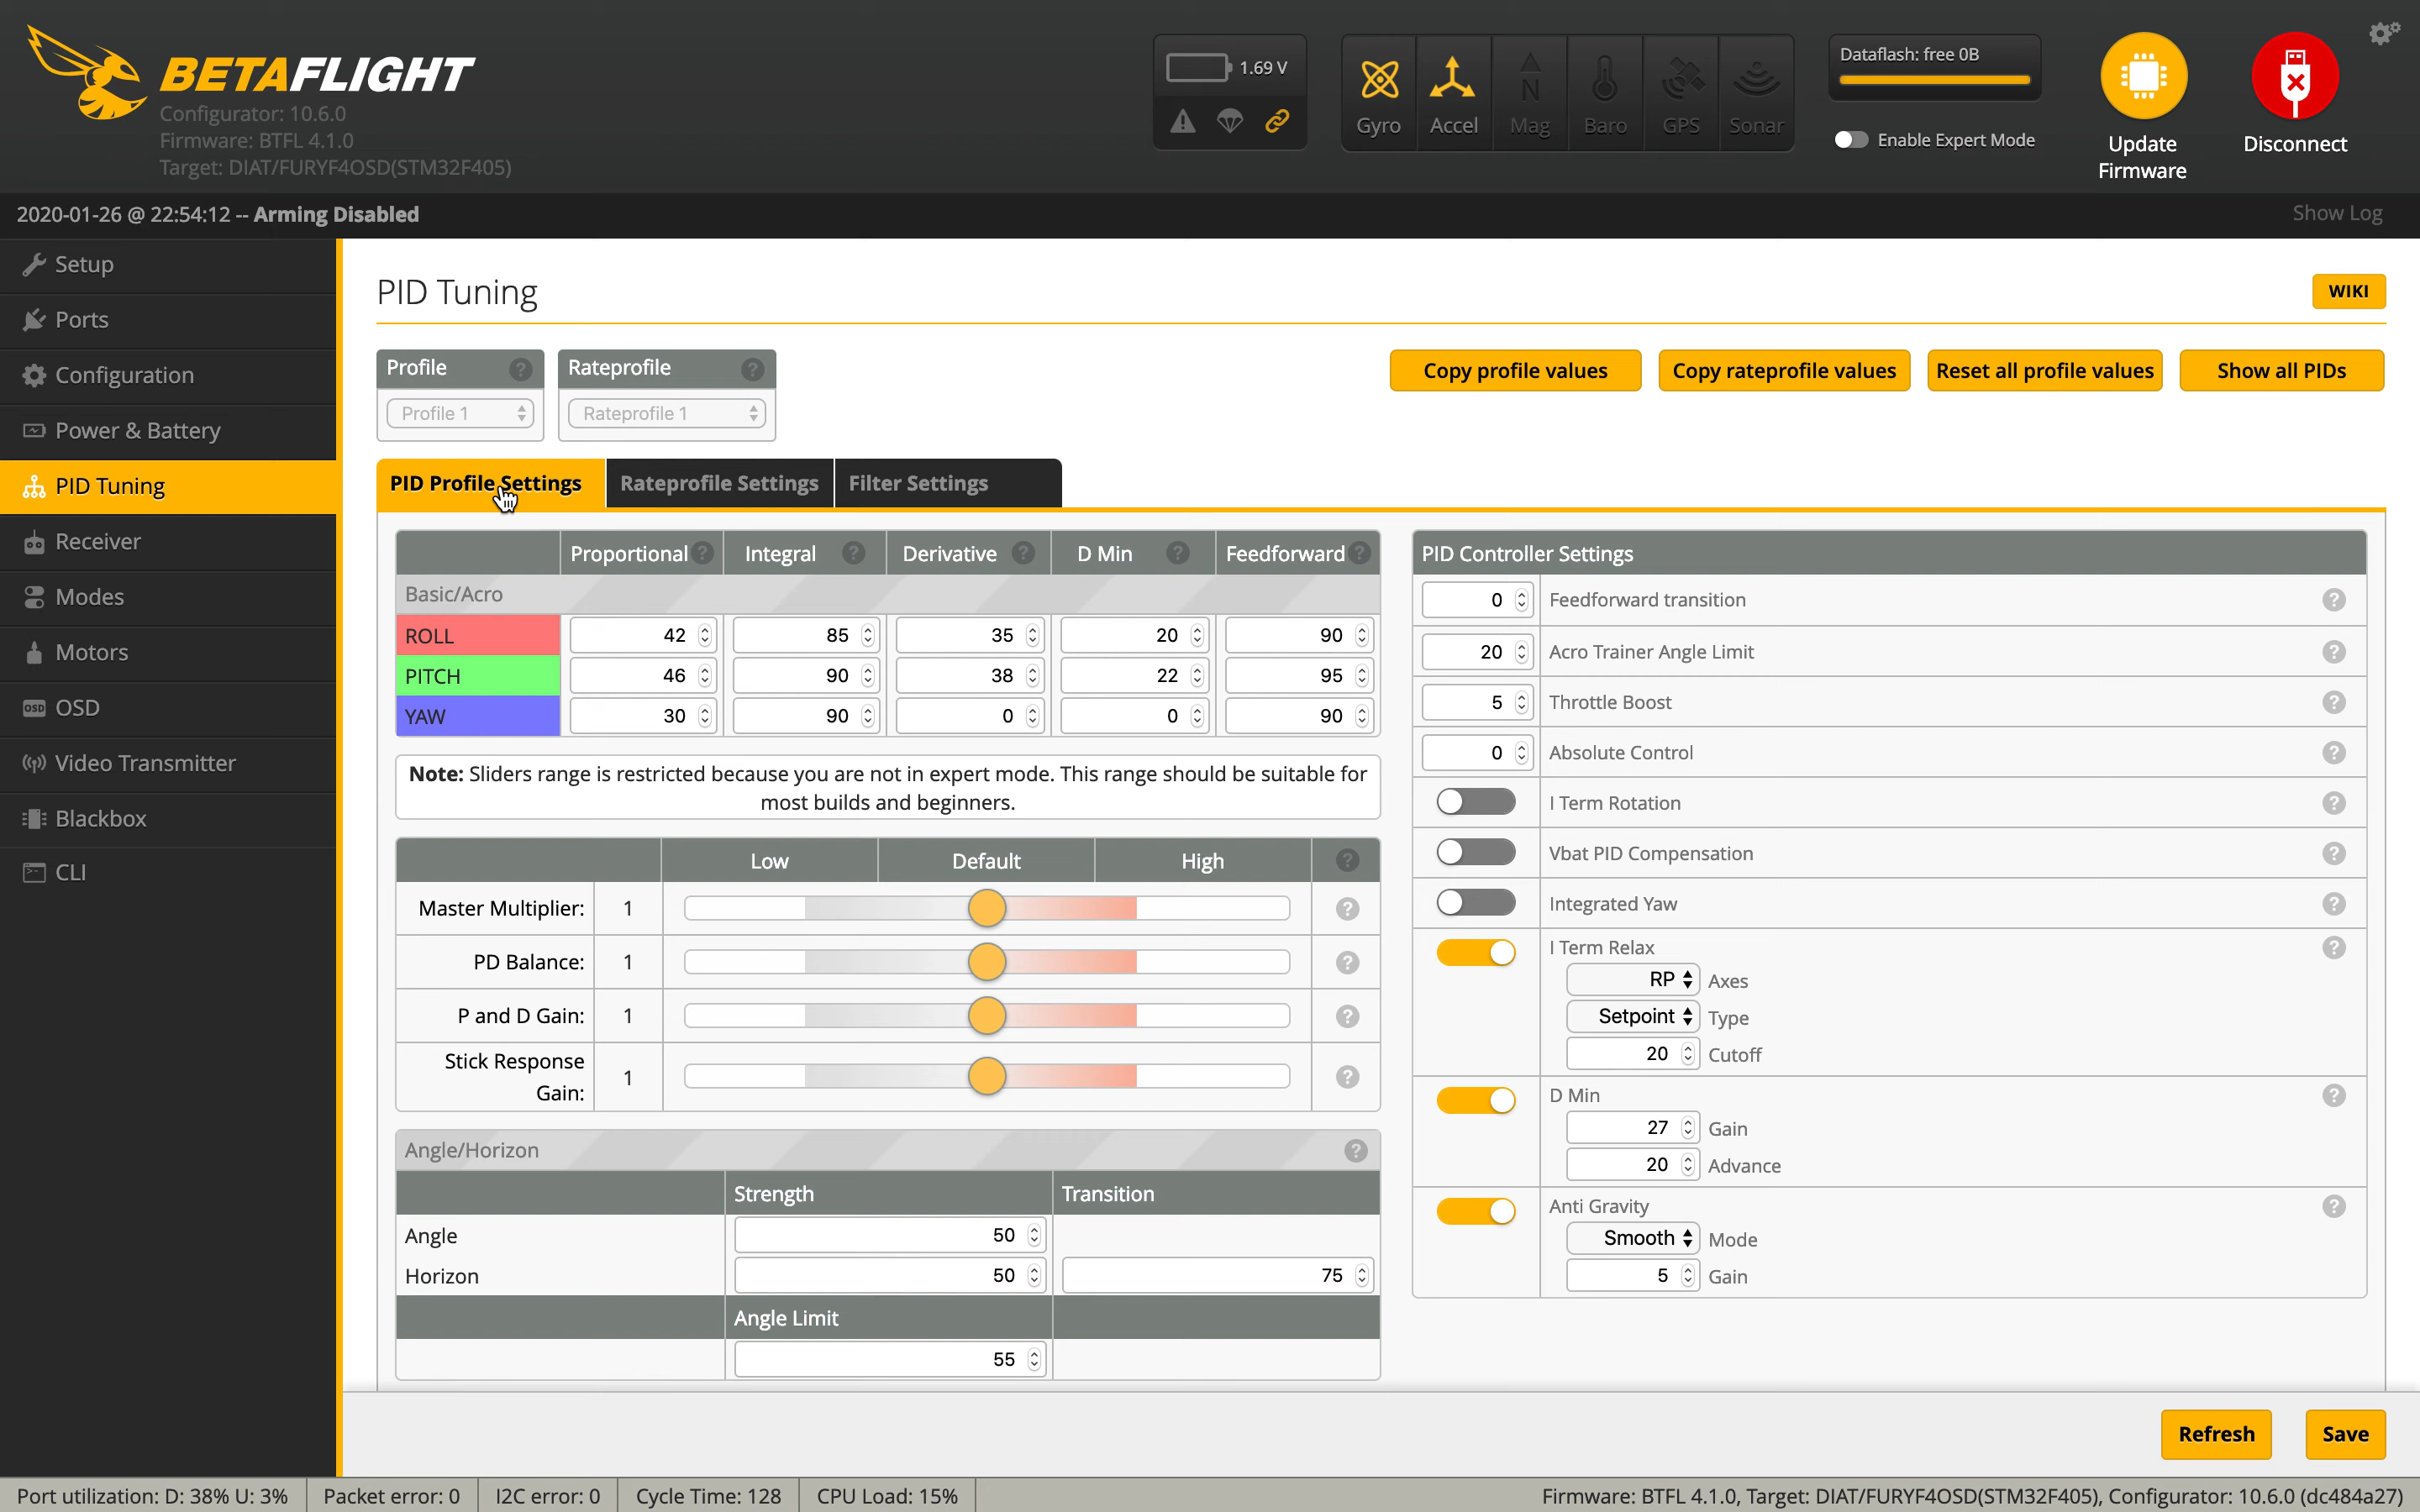 BETAFLIGHT
Configurator: 10.6.0
Firmware: BTFL 4.1.0
Target: DIAT/FURYF4OSD(STM32F405)
1.69 V
Gyro Accel Mag Baro GPS Sonar
Dataflash: free 0B
Enable Expert Mode
Update
Firmware
Disconnect
2020-01-26 @ 22:54:12 -- Arming Disabled
Show Log
Setup
Ports
Configuration
Power & Battery
PID Tuning
Receiver
Modes
Motors
OSD
Video Transmitter
Blackbox
CLI
PID Tuning
WIKI
Profile
Profile 1
Rateprofile
Rateprofile 1
Copy profile values
Copy rateprofile values
Reset all profile values
Show all PIDs
PID Profile Settings Rateprofile Settings Filter Settings
Proportional Integral Derivative D Min Feedforward
Basic/Acro
ROLL 42 85 35 20 90
PITCH 46 90 38 22 95
YAW 30 90 0 0 90
Note: Sliders range is restricted because you are not in expert mode. This range should be suitable for
most builds and beginners.
Low Default High
Master Multiplier: 1
PD Balance: 1
P and D Gain: 1
Stick Response
Gain: 1
Angle/Horizon
Strength Transition
Angle 50
Horizon 50 75
Angle Limit
55
PID Controller Settings
0 Feedforward transition
20 Acro Trainer Angle Limit
5 Throttle Boost
0 Absolute Control
I Term Rotation
Vbat PID Compensation
Integrated Yaw
I Term Relax
RP Axes
Setpoint Type
20 Cutoff
D Min
27 Gain
20 Advance
Anti Gravity
Smooth Mode
5 Gain
Refresh
Save
Port utilization: D: 38% U: 3% Packet error: 0 I2C error: 0 Cycle Time: 128 CPU Load: 15%
Firmware: BTFL 4.1.0, Target: DIAT/FURYF4OSD(STM32F405), Configurator: 10.6.0 (dc484a27)